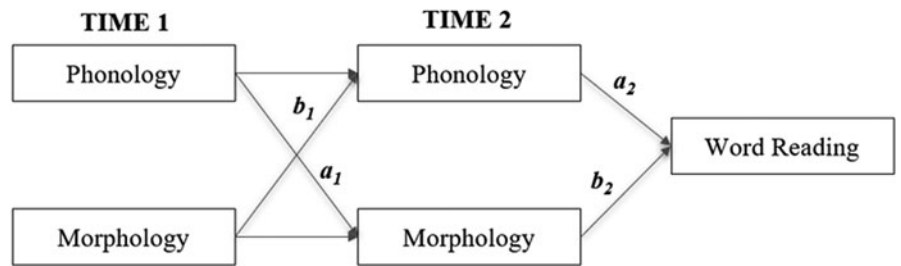 TIME 1
TIME 2
Phonology
Phonology
a₂
b₁
Word Reading
a₁
b₂
Morphology
Morphology